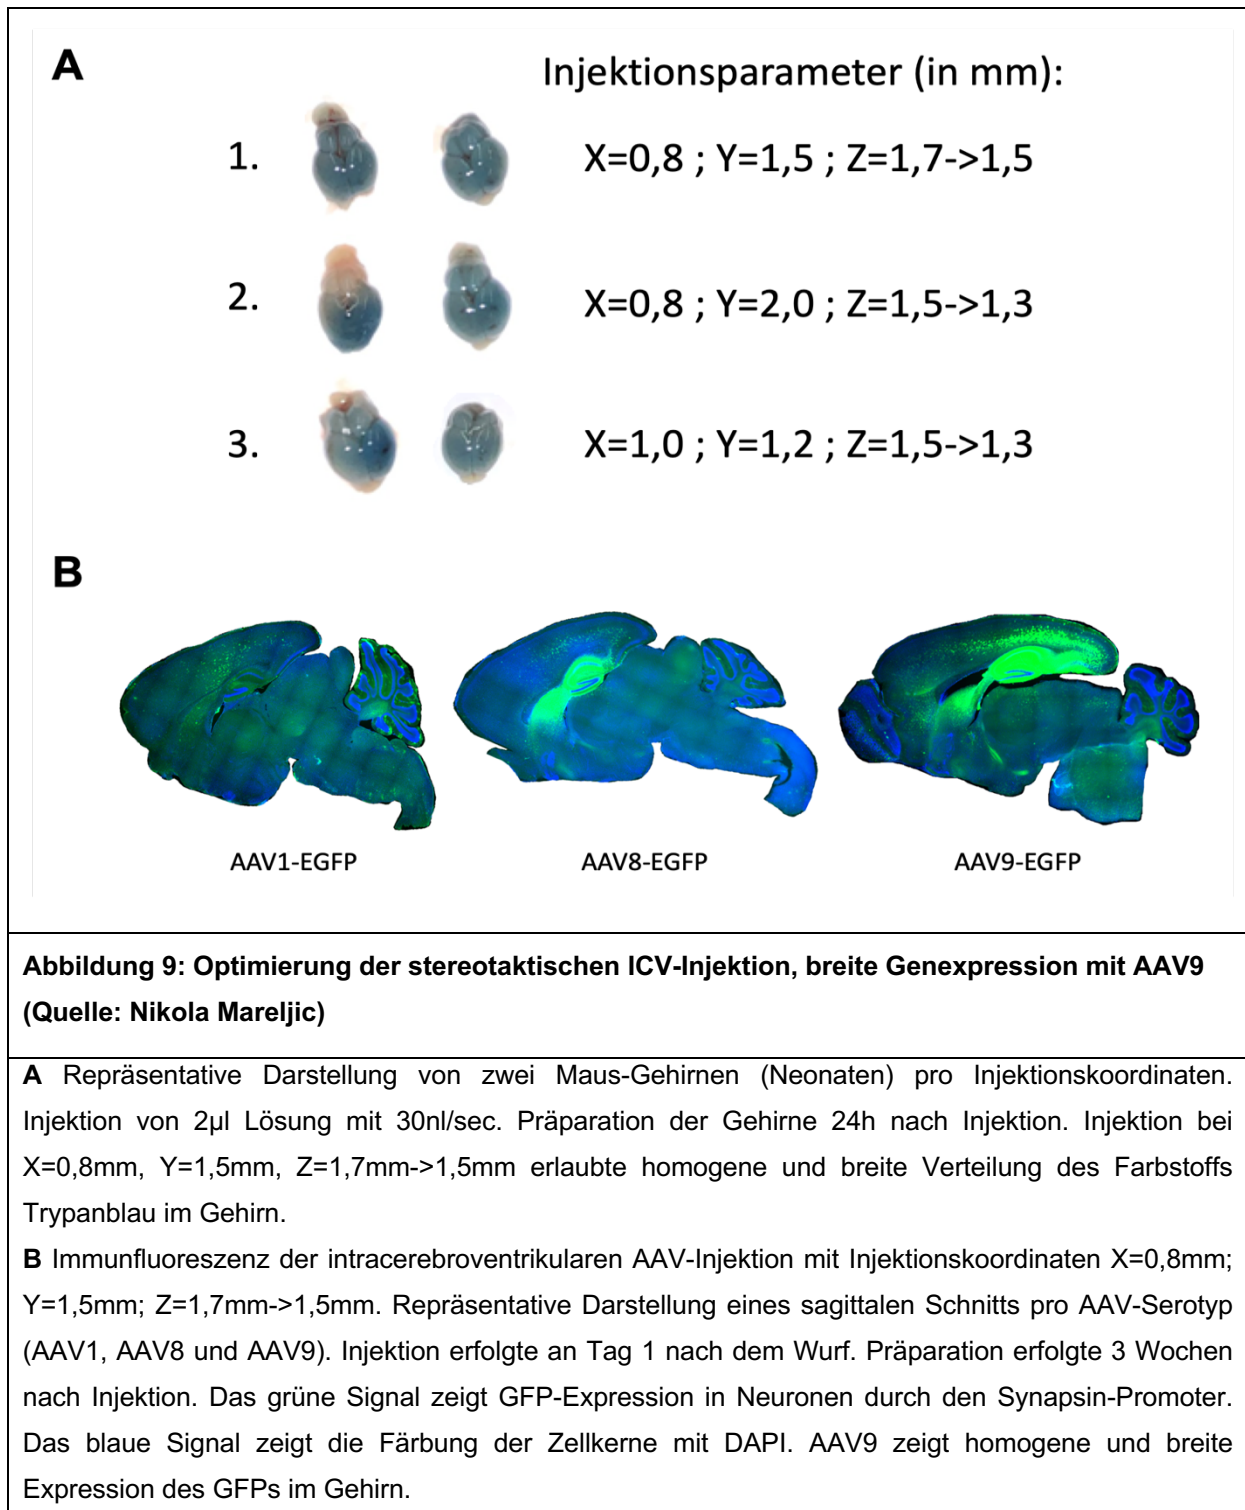 A
Injektionsparameter (in mm):
1.
X=0,8 ; Y=1,5 ; Z=1,7->1,5
2.
X=0,8 ; Y=2,0 ; Z=1,5->1,3
3.
X=1,0 ; Y=1,2 ; Z=1,5->1,3
B
AAV1-EGFP
AAV8-EGFP
AAV9-EGFP
Abbildung 9: Optimierung der stereotaktischen ICV-Injektion, breite Genexpression mit AAV9
(Quelle: Nikola Mareljic)
A Repräsentative Darstellung von zwei Maus-Gehirnen (Neonaten) pro Injektionskoordinaten.
Injektion von 2µl Lösung mit 30nl/sec. Präparation der Gehirne 24h nach Injektion. Injektion bei
X=0,8mm, Y=1,5mm, Z=1,7mm->1,5mm erlaubte homogene und breite Verteilung des Farbstoffs
Trypanblau im Gehirn.
B Immunfluoreszenz der intracerebroventrikularen AAV-Injektion mit Injektionskoordinaten X=0,8mm;
Y=1,5mm; Z=1,7mm->1,5mm. Repräsentative Darstellung eines sagittalen Schnitts pro AAV-Serotyp
(AAV1, AAV8 und AAV9). Injektion erfolgte an Tag 1 nach dem Wurf. Präparation erfolgte 3 Wochen
nach Injektion. Das grüne Signal zeigt GFP-Expression in Neuronen durch den Synapsin-Promoter.
Das blaue Signal zeigt die Färbung der Zellkerne mit DAPI. AAV9 zeigt homogene und breite
Expression des GFPs im Gehirn.